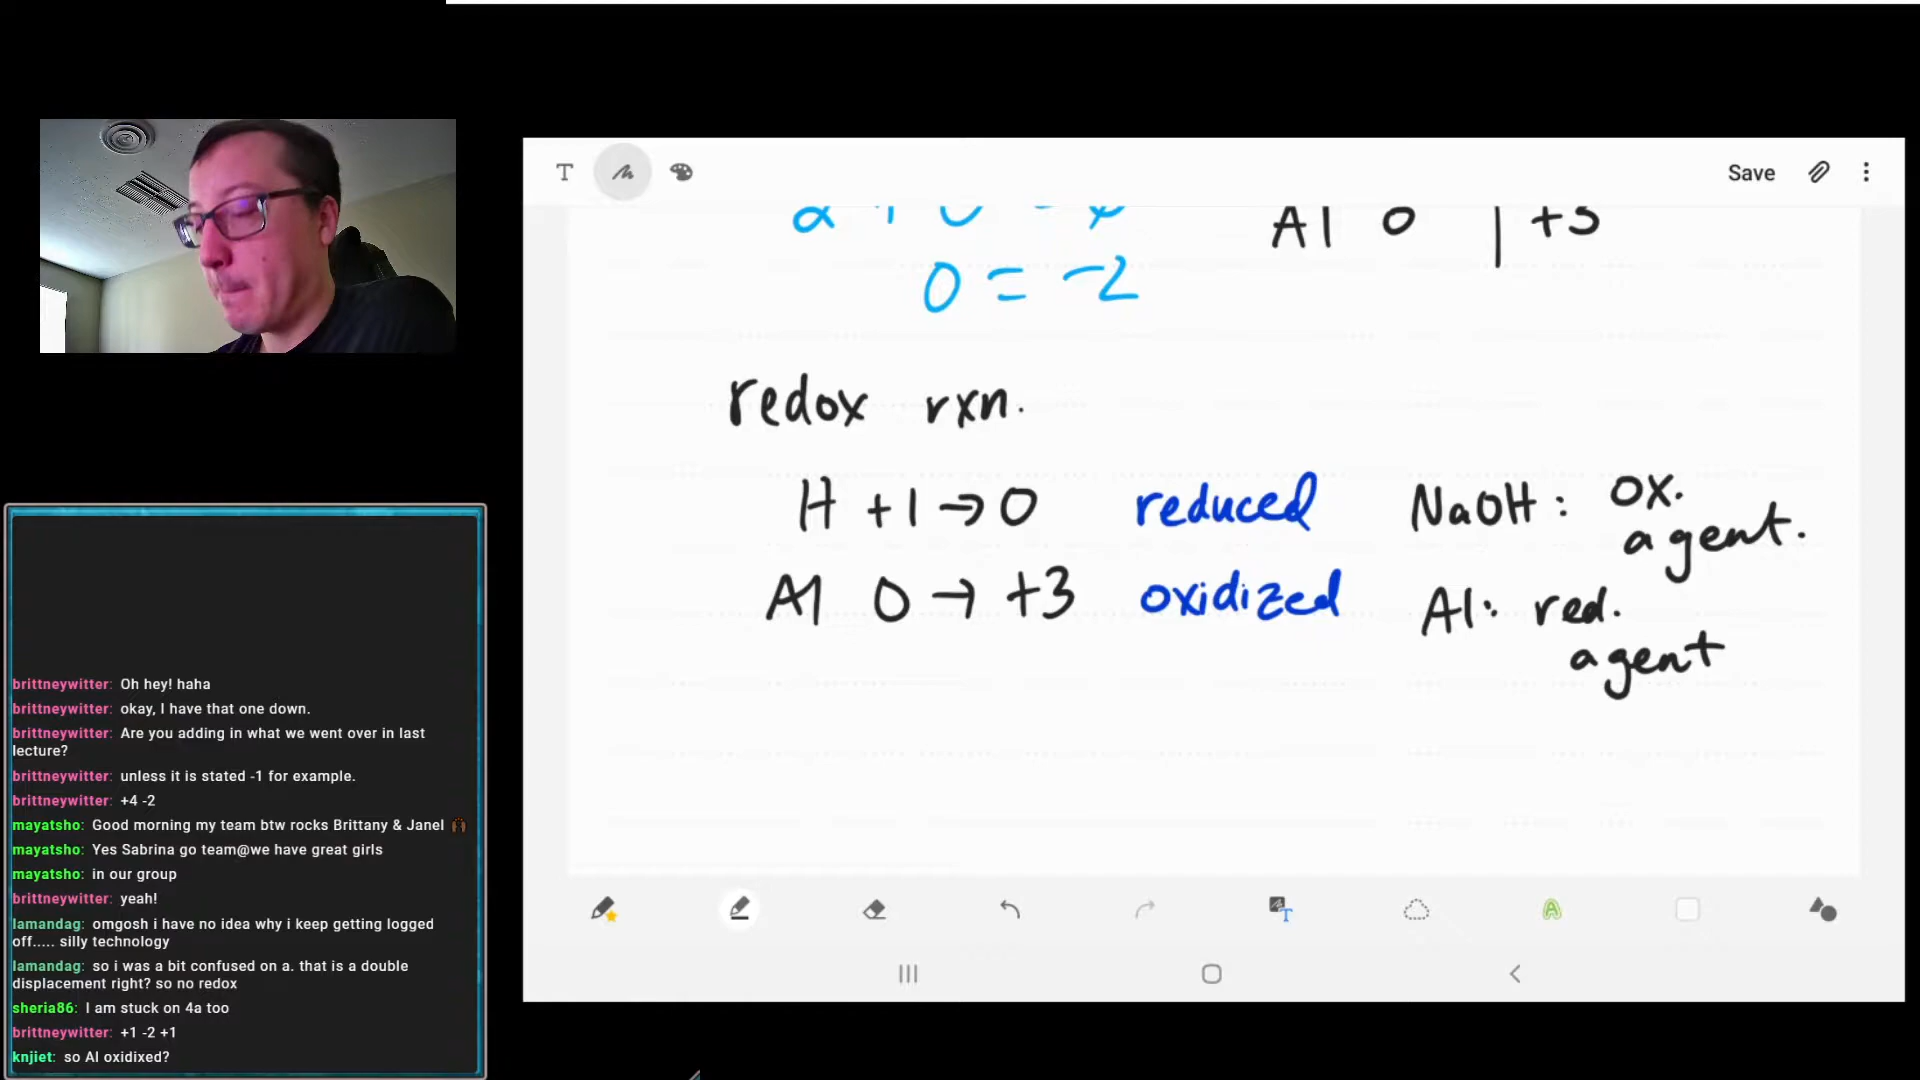 T
Save
Al 0 | +3
0 = -2
redox rxn.
H +1 → 0 reduced NaOH: ox. agent.
Al 0 → +3 oxidized Al: red. agent
brittneywitter: Oh hey! haha
brittneywitter: okay, I have that one down.
brittneywitter: Are you adding in what we went over in last
lecture?
brittneywitter: unless it is stated -1 for example.
brittneywitter: +4 -2
mayatsho: Good morning my team btw rocks Brittany & Janel
mayatsho: Yes Sabrina go team@we have great girls
mayatsho: in our group
brittneywitter: yeah!
lamandag: omgosh i have no idea why i keep getting logged
off..... silly technology
lamandag: so i was a bit confused on a. that is a double
displacement right? so no redox
sheria86: I am stuck on 4a too
brittneywitter: +1 -2 +1
knjiet: so Al oxidixed?